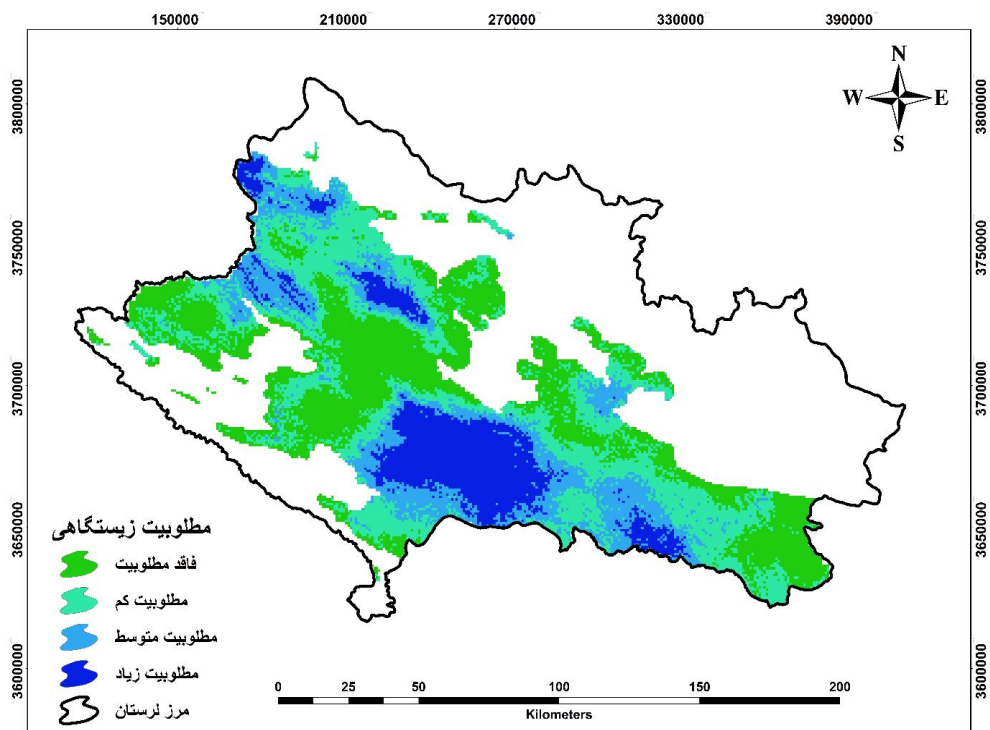 150000 210000 270000 330000 390000
3800000
3750000
3700000
3650000
3600000
3800000
3750000
3700000
3650000
3600000
N
W E
S
مطلوبیت زیستگاهی
فاقد مطلوبیت
مطلوبیت کم
مطلوبیت متوسط
مطلوبیت زیاد
مرز لرستان
0 25 50 100 150 200
Kilometers